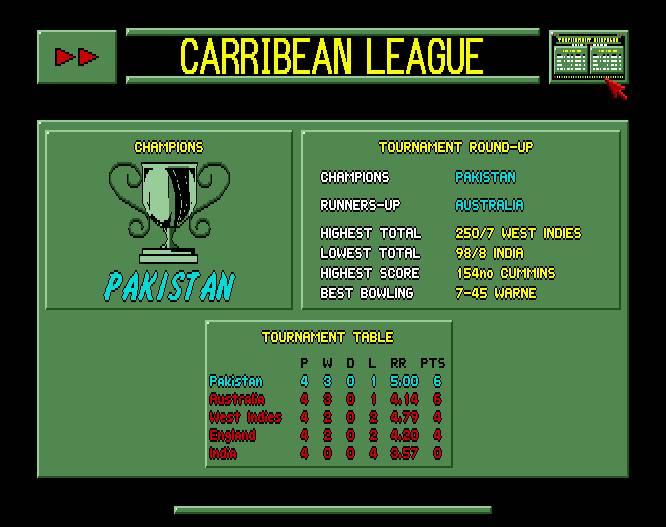 CARRIBEAN LEAGUE
CHAMPIONS
PAKISTAN
TOURNAMENT ROUND-UP
CHAMPIONS PAKISTAN
RUNNERS-UP AUSTRALIA
HIGHEST TOTAL 250/7 WEST INDIES
LOWEST TOTAL 98/8 INDIA
HIGHEST SCORE 154no CUMMINS
BEST BOWLING 7-45 WARNE
TOURNAMENT TABLE
P W D L RR PTS
Pakistan 4 3 0 1 5.00 6
Australia 4 3 0 1 4.14 6
West Indies 4 2 0 2 4.79 4
England 4 2 0 2 4.20 4
India 4 0 0 4 3.57 0